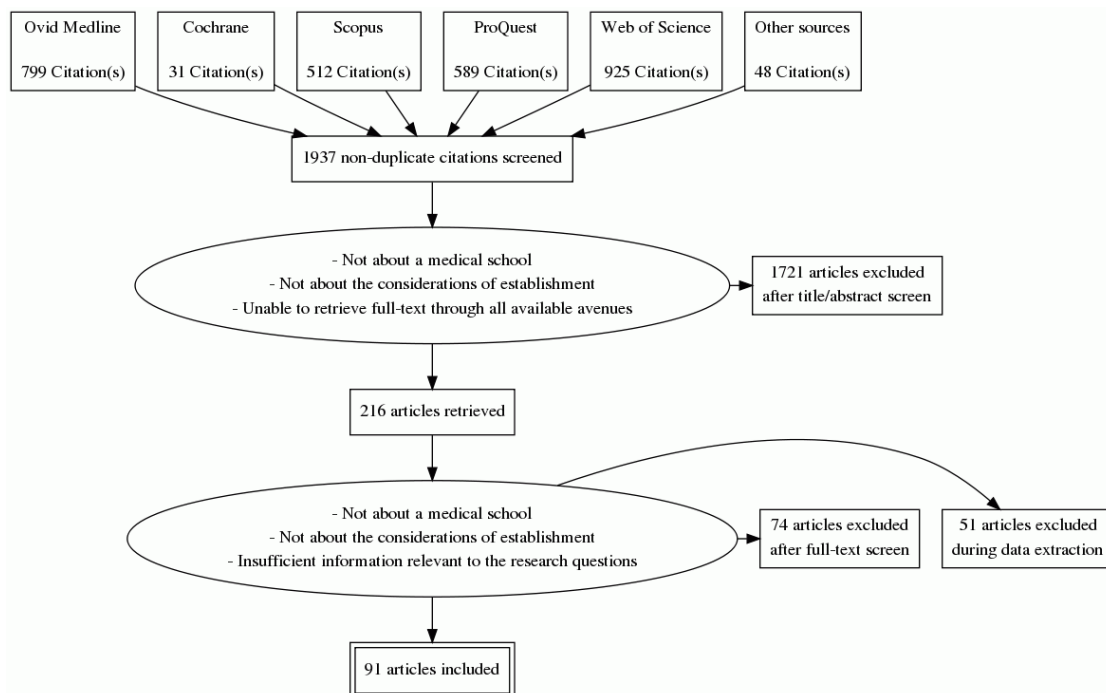 Ovid Medline
799 Citation(s)
Cochrane
31 Citation(s)
Scopus
512 Citation(s)
ProQuest
589 Citation(s)
Web of Science
925 Citation(s)
Other sources
48 Citation(s)
1937 non-duplicate citations screened
- Not about a medical school
- Not about the considerations of establishment
- Unable to retrieve full-text through all available avenues
1721 articles excluded
after title/abstract screen
216 articles retrieved
- Not about a medical school
- Not about the considerations of establishment
- Insufficient information relevant to the research questions
74 articles excluded
after full-text screen
51 articles excluded
during data extraction
91 articles included